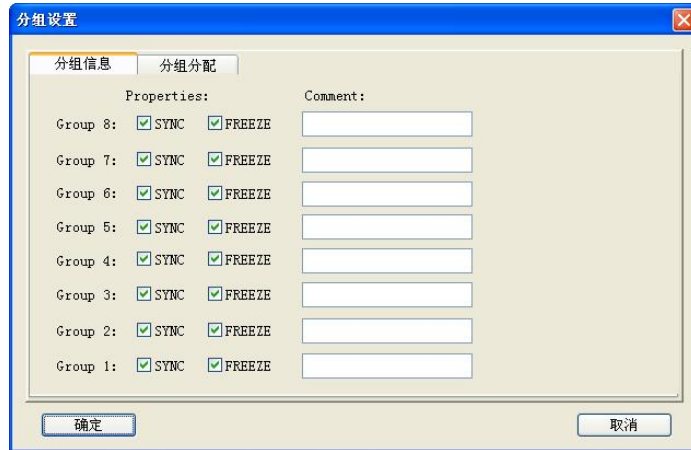 分组设置
分组信息 分组分配
Properties: Comment:
Group 8: SYNC FREEZE
Group 7: SYNC FREEZE
Group 6: SYNC FREEZE
Group 5: SYNC FREEZE
Group 4: SYNC FREEZE
Group 3: SYNC FREEZE
Group 2: SYNC FREEZE
Group 1: SYNC FREEZE
确定 取消